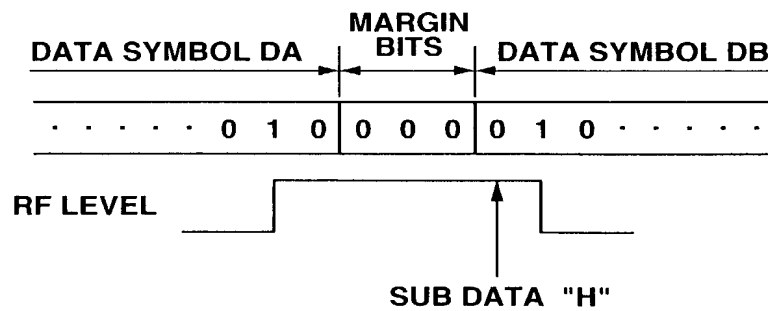 MARGIN
DATA SYMBOL DA BITS DATA SYMBOL DB
· · · · · 0 1 0 0 0 0 0 1 0 · · · · ·
RF LEVEL
SUB DATA "H"